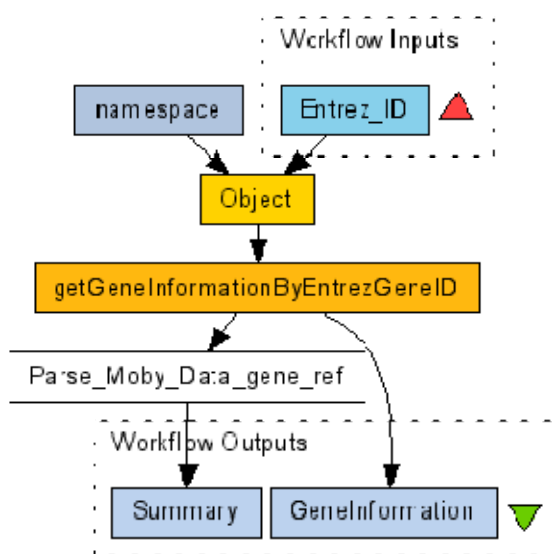 Workflow Inputs
namespace
Entrez_ID
Object
getGeneInformationByEntrezGeneID
Parse_Moby_Data_gene_ref
Workflow Outputs
Summary
GeneInformation